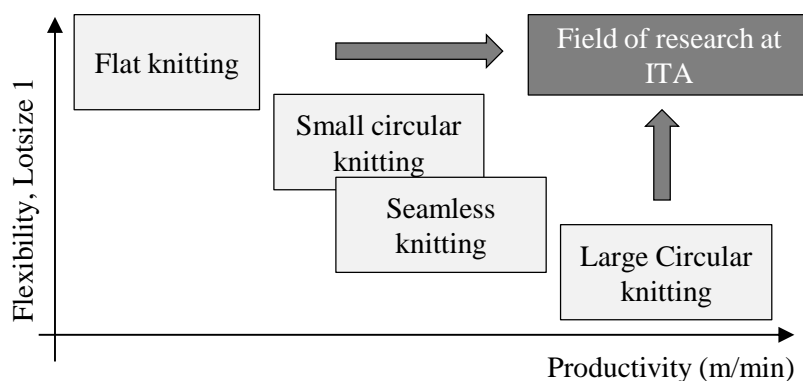 Flexibility, Lotsize 1
Flat knitting
Field of research at
ITA
Small circular
knitting
Seamless
knitting
Large Circular
knitting
Productivity (m/min)